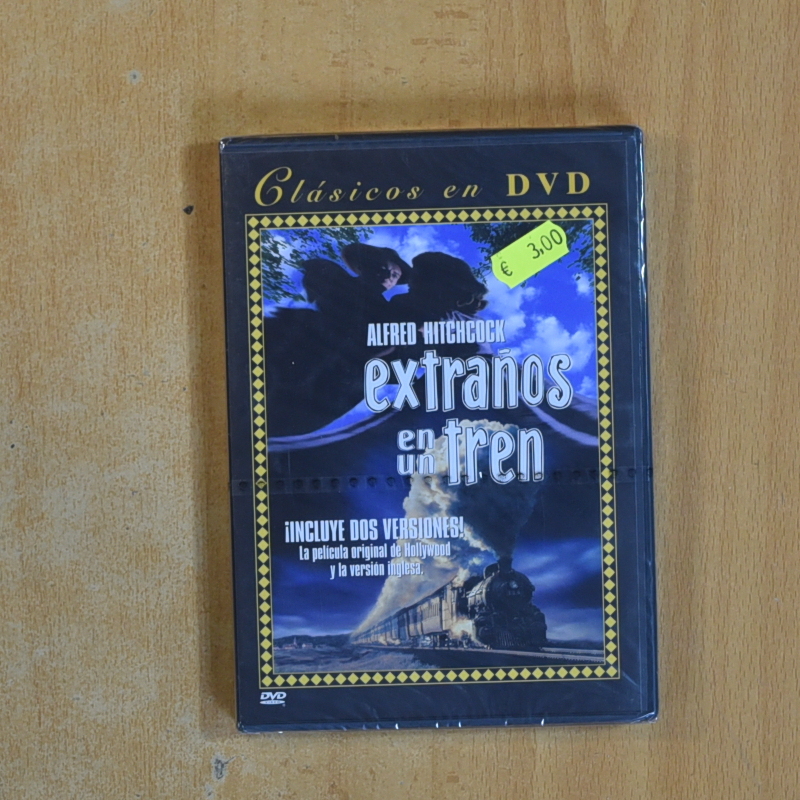 Clásicos en DVD
€ 3,00
ALFRED HITCHCOCK
extraños
en un tren
¡INCLUYE DOS VERSIONES!
La película original de Hollywood
y la versión inglesa.
DVD
VIDEO